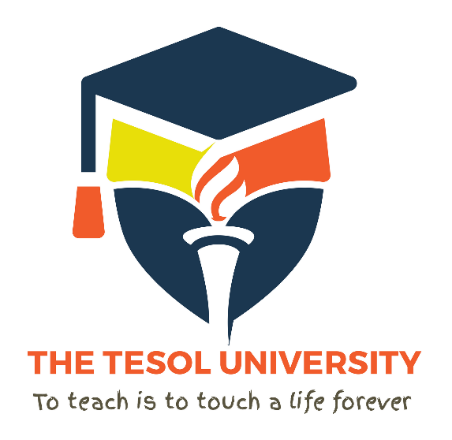 THE TESOL UNIVERSITY
To teach is to touch a life forever